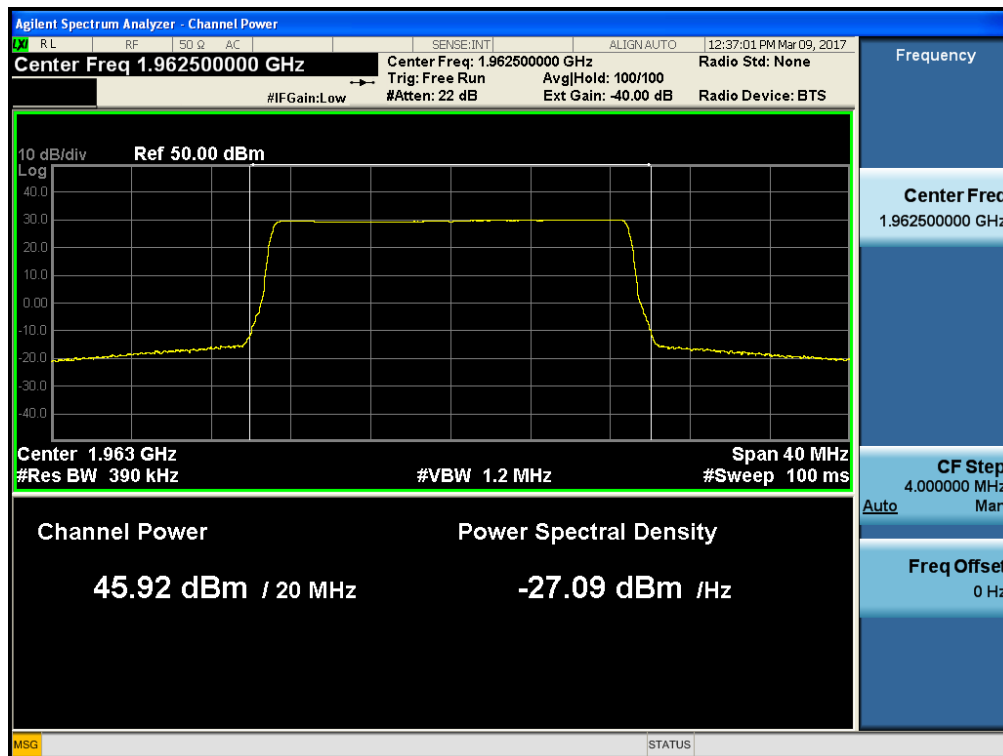 Agilent Spectrum Analyzer - Channel Power
LXI RL RF 50 Ω AC SENSE:INT ALIGN AUTO 12:37:01 PM Mar 09, 2017
Center Freq 1.962500000 GHz
Center Freq: 1.962500000 GHz Radio Std: None
Trig: Free Run Avg|Hold: 100/100
#IFGain:Low #Atten: 22 dB Ext Gain: -40.00 dB Radio Device: BTS
Frequency
10 dB/div Ref 50.00 dBm
Log
40.0
30.0
20.0
10.0
0.00
-10.0
-20.0
-30.0
-40.0
Center 1.963 GHz Span 40 MHz
#Res BW 390 kHz #VBW 1.2 MHz #Sweep 100 ms
Channel Power Power Spectral Density
45.92 dBm / 20 MHz -27.09 dBm /Hz
Center Freq
1.962500000 GHz
CF Step
4.000000 MHz
Auto Man
Freq Offset
0 Hz
MSG STATUS